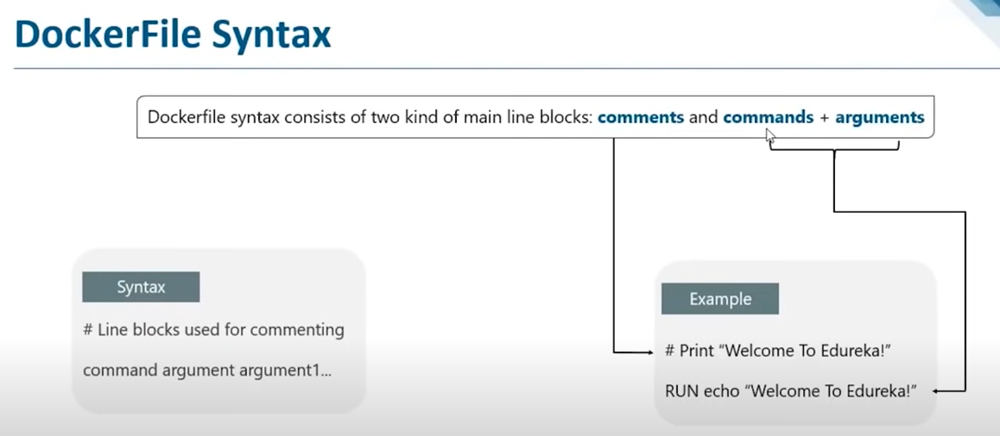 DockerFile Syntax
Dockerfile syntax consists of two kind of main line blocks: comments and commands + arguments
Syntax
# Line blocks used for commenting
command argument argument1...
Example
# Print “Welcome To Edureka!”
RUN echo “Welcome To Edureka!”